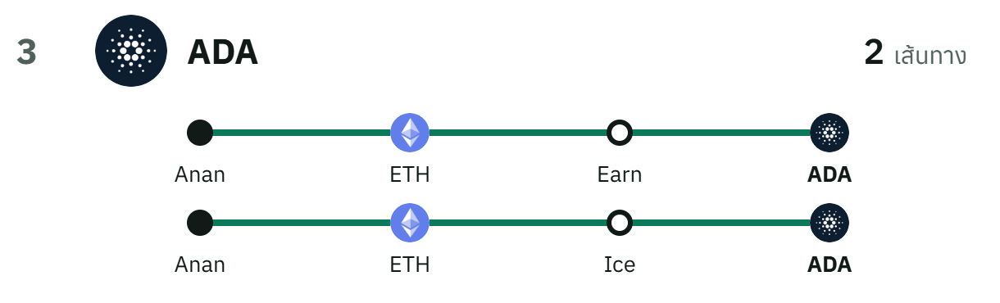 3 ADA 2 เส้นทาง
Anan ETH Earn ADA
Anan ETH Ice ADA